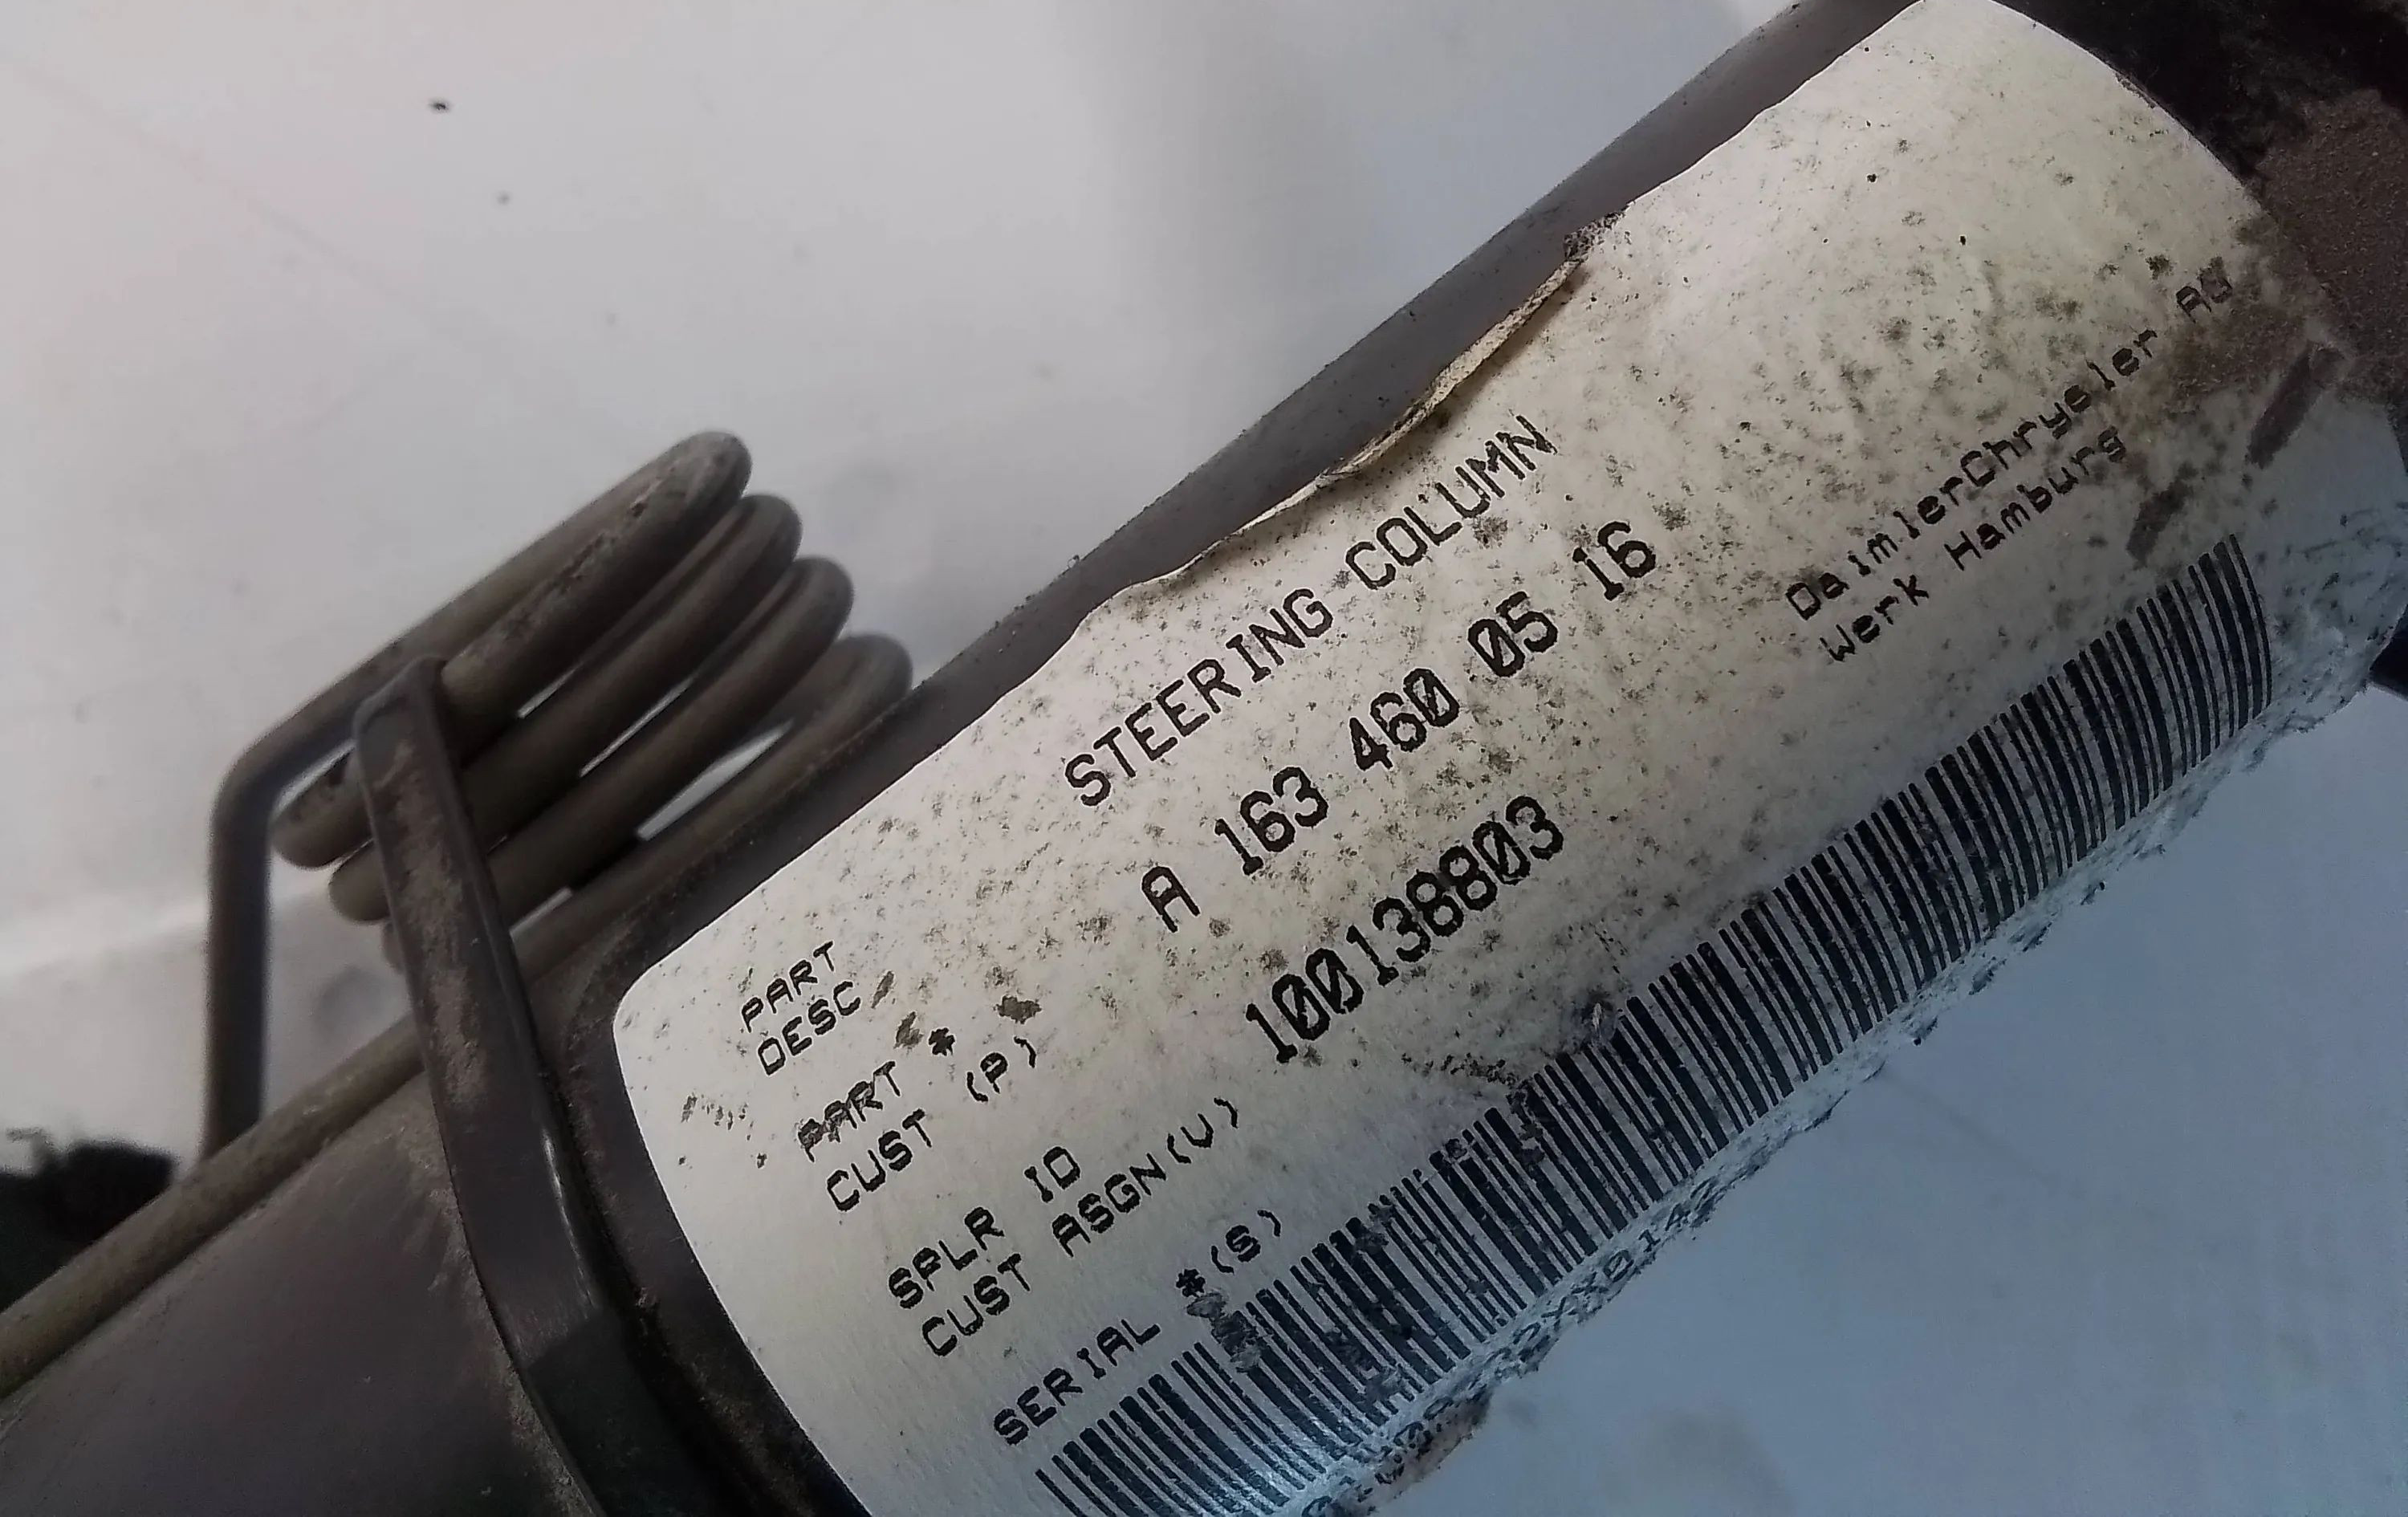 PART
DESC
STEERING COLUMN
PART #
CUST (P)
A 163 460 05 16
SPLR ID
CUST ASGN(V)
100138803
DaimlerChrysler AG
Werk Hamburg
SERIAL #(S)